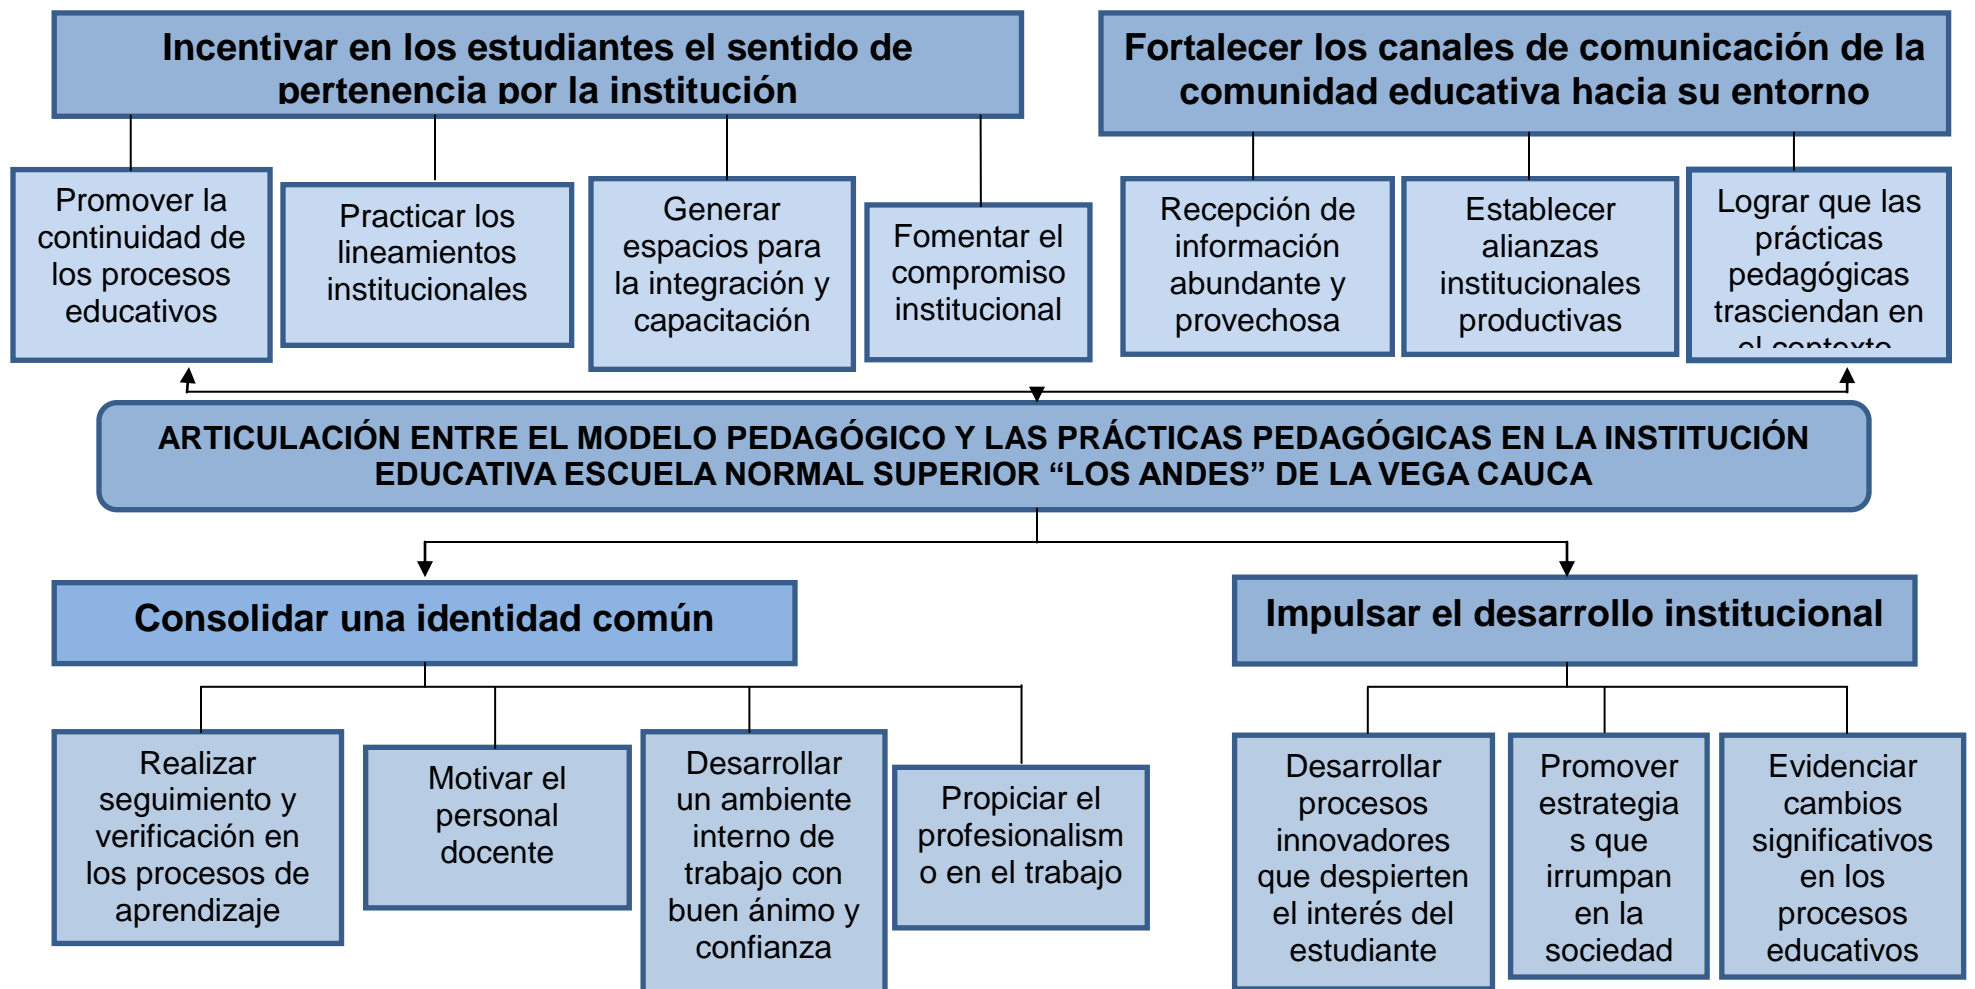 Incentivar en los estudiantes el sentido de
pertenencia por la institución
Fortalecer los canales de comunicación de la
comunidad educativa hacia su entorno
Promover la
continuidad de
los procesos
educativos
Practicar los
lineamientos
institucionales
Generar
espacios para
la integración y
capacitación
Fomentar el
compromiso
institucional
Recepción de
información
abundante y
provechosa
Establecer
alianzas
institucionales
productivas
Lograr que las
prácticas
pedagógicas
trasciendan en
el contexto
ARTICULACIÓN ENTRE EL MODELO PEDAGÓGICO Y LAS PRÁCTICAS PEDAGÓGICAS EN LA INSTITUCIÓN
EDUCATIVA ESCUELA NORMAL SUPERIOR “LOS ANDES” DE LA VEGA CAUCA
Consolidar una identidad común
Impulsar el desarrollo institucional
Realizar
seguimiento y
verificación en
los procesos de
aprendizaje
Motivar el
personal
docente
Desarrollar
un ambiente
interno de
trabajo con
buen ánimo y
confianza
Propiciar el
profesionalism
o en el trabajo
Desarrollar
procesos
innovadores
que despierten
el interés del
estudiante
Promover
estrategia
s que
irrumpan
en la
sociedad
Evidenciar
cambios
significativos
en los
procesos
educativos